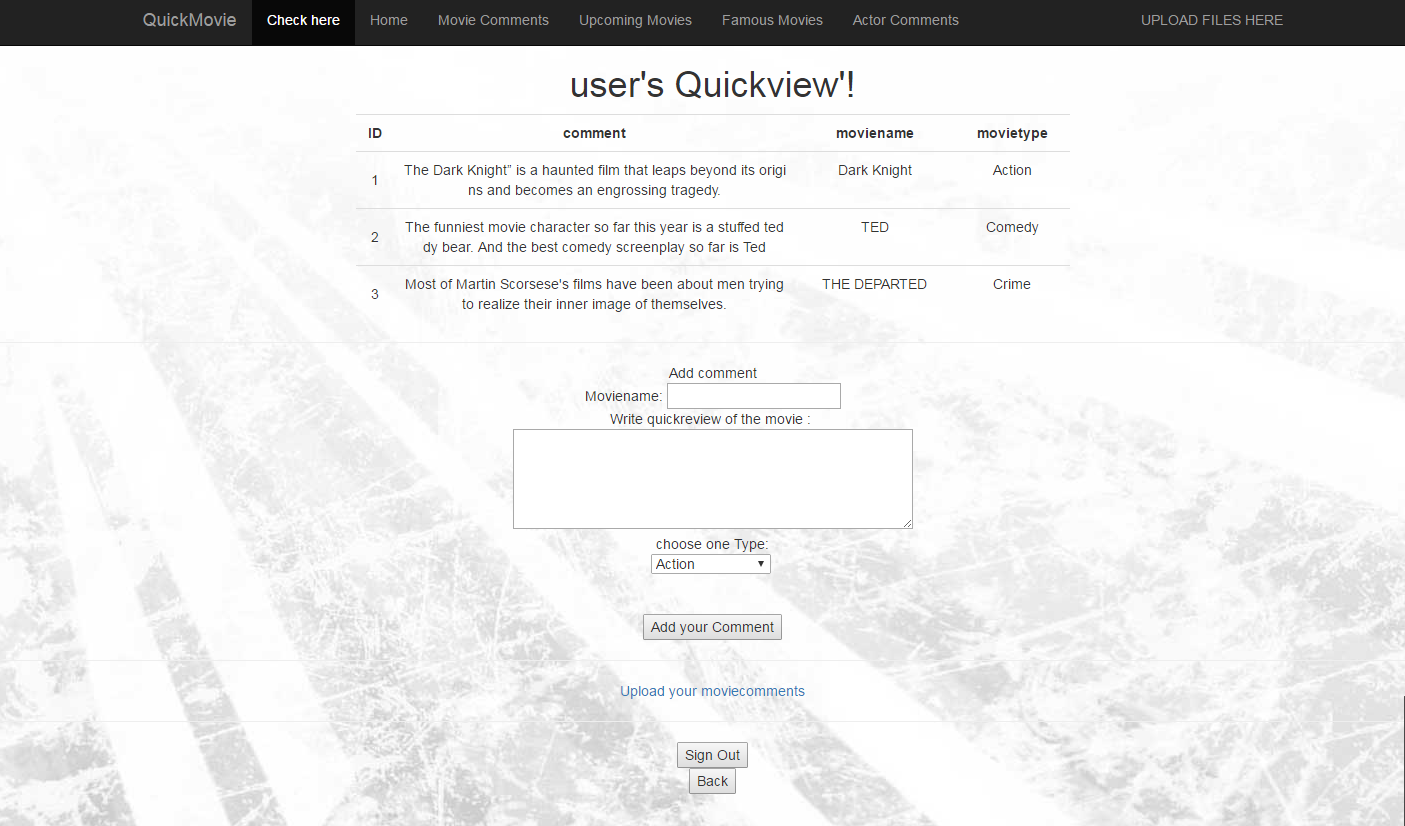 QuickMovie Check here Home Movie Comments Upcoming Movies Famous Movies Actor Comments UPLOAD FILES HERE
user's Quickview'!
ID comment moviename movietype
1 The Dark Knight” is a haunted film that leaps beyond its origi Dark Knight Action
ns and becomes an engrossing tragedy.
2 The funniest movie character so far this year is a stuffed ted TED Comedy
dy bear. And the best comedy screenplay so far is Ted
3 Most of Martin Scorsese's films have been about men trying THE DEPARTED Crime
to realize their inner image of themselves.
Add comment
Moviename:
Write quickreview of the movie :
choose one Type:
Action
Add your Comment
Upload your moviecomments
Sign Out
Back